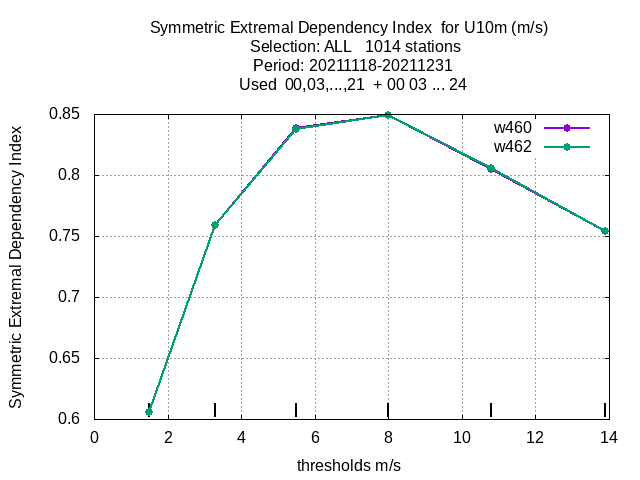 Symmetric Extremal Dependency Index  for U10m (m/s)
Selection: ALL   1014 stations
Period: 20211118-20211231
Used  00,03,...,21  + 00 03 ... 24
w460
w462
Symmetric Extremal Dependency Index
0.85
0.8
0.75
0.7
0.65
0.6
0 2 4 6 8 10 12 14
thresholds m/s